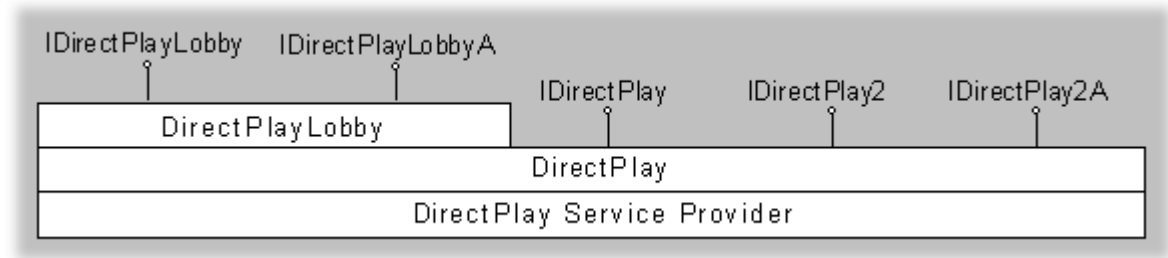 IDirectPlayLobby IDirectPlayLobbyA
IDirectPlay IDirectPlay2 IDirectPlay2A
DirectPlayLobby
DirectPlay
DirectPlay Service Provider